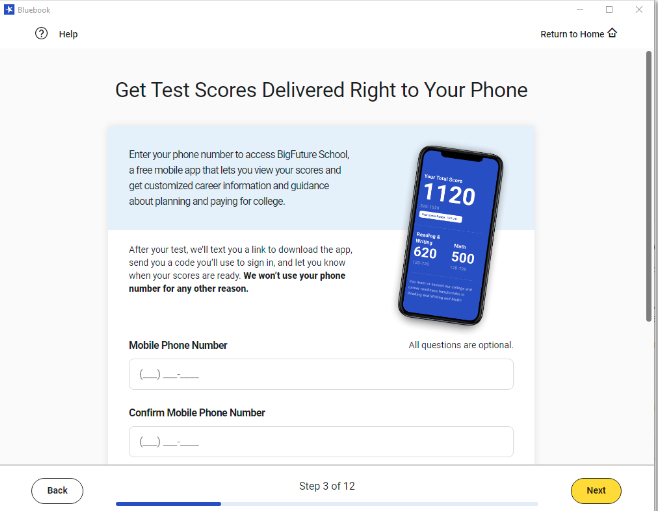 Bluebook
Help
Return to Home
Get Test Scores Delivered Right to Your Phone
Enter your phone number to access BigFuture School,
a free mobile app that lets you view your scores and
get customized career information and guidance
about planning and paying for college.
Your Total Score
1120
Reading &
Writing
620
Math
500
After your test, we'll text you a link to download the app,
send you a code you'll use to sign in, and let you know
when your scores are ready. We won't use your phone
number for any other reason.
Mobile Phone Number
All questions are optional.
(___) ___-____
Confirm Mobile Phone Number
(___) ___-____
Back
Step 3 of 12
Next